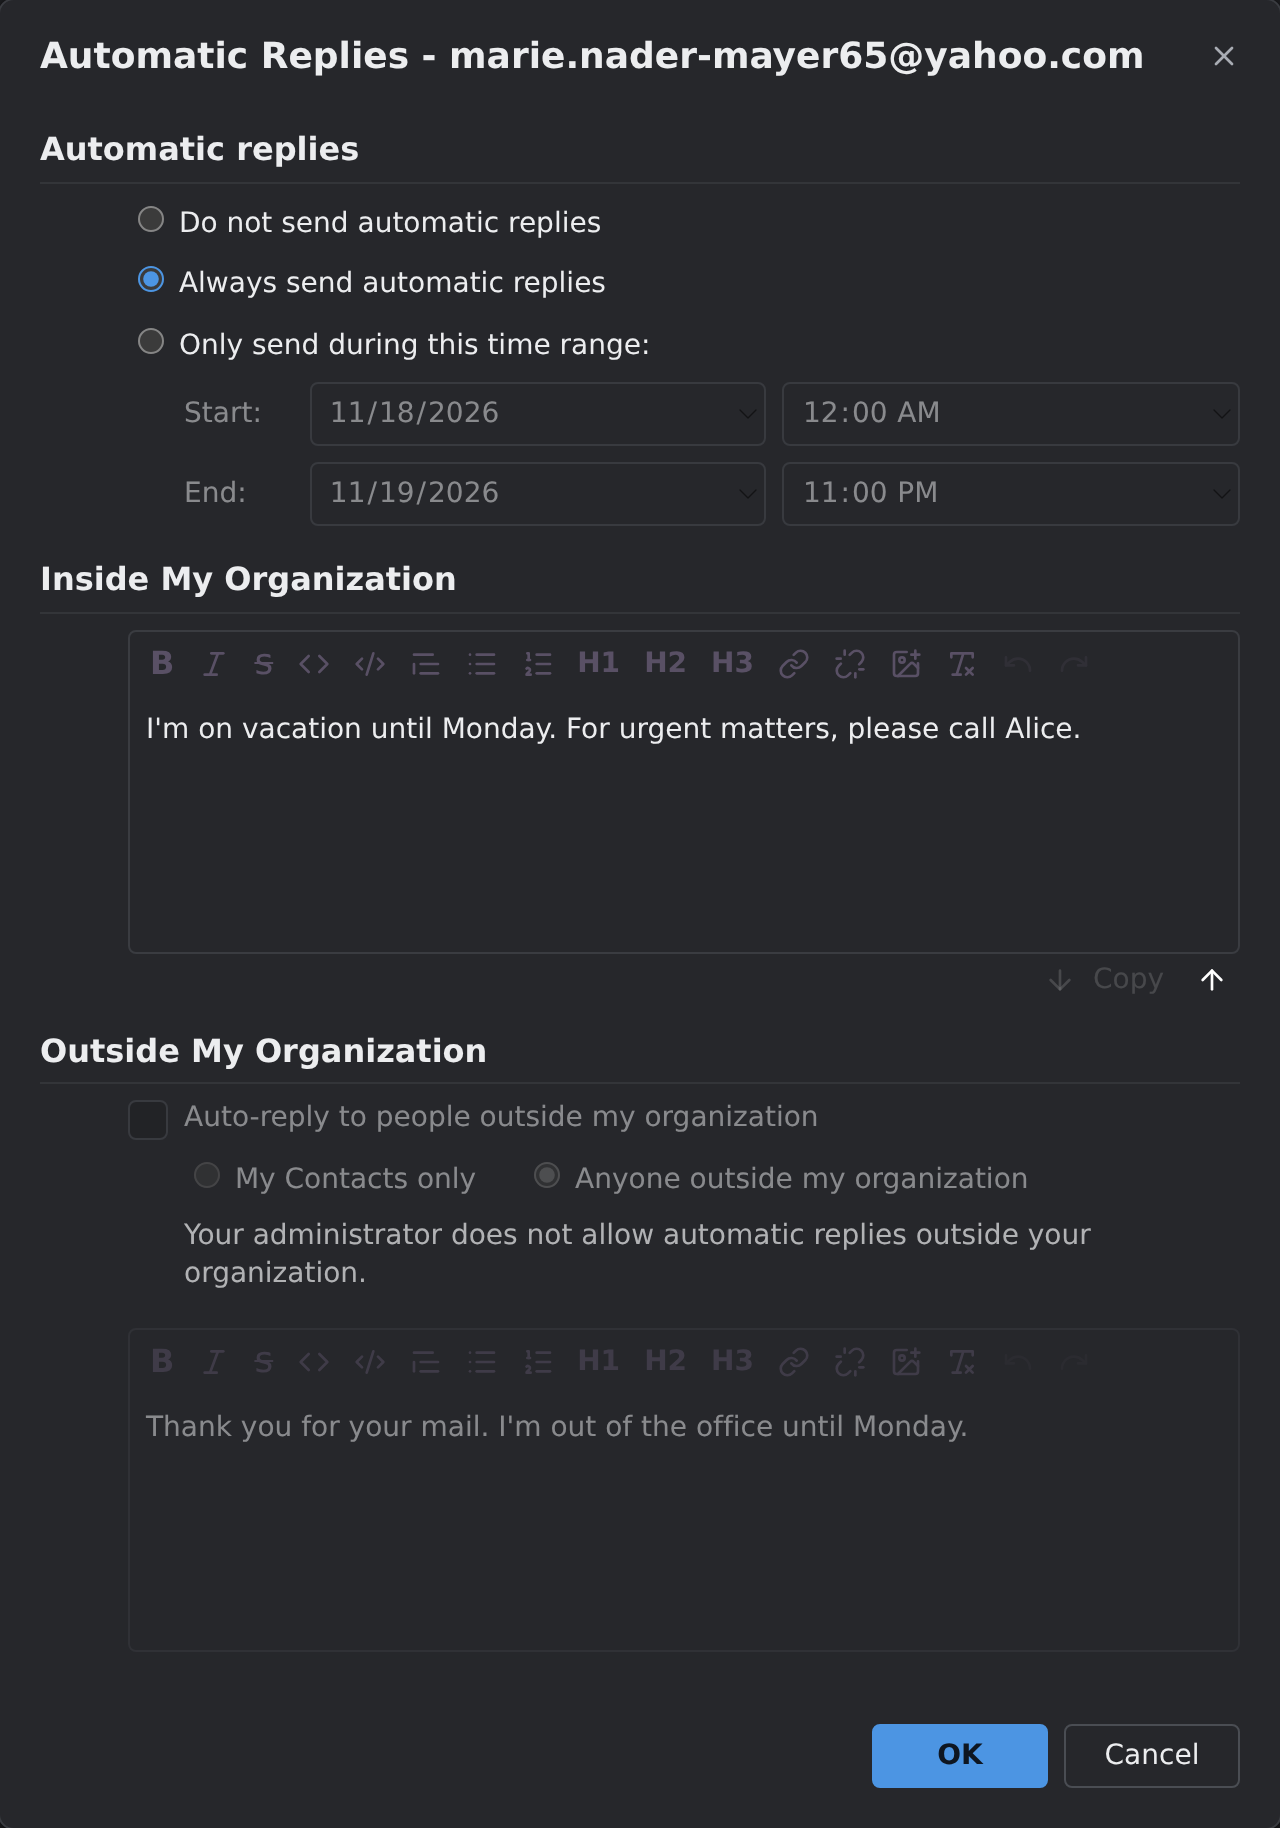 Automatic Replies - marie.nader-mayer65@yahoo.com
Automatic replies
Do not send automatic replies
Always send automatic replies
Only send during this time range:
Start: 11/18/2026 12:00 AM
End: 11/19/2026 11:00 PM
Inside My Organization
B I S H1 H2 H3
I'm on vacation until Monday. For urgent matters, please call Alice.
Copy
Outside My Organization
Auto-reply to people outside my organization
My Contacts only Anyone outside my organization
Your administrator does not allow automatic replies outside your
organization.
B I S H1 H2 H3
Thank you for your mail. I'm out of the office until Monday.
OK Cancel